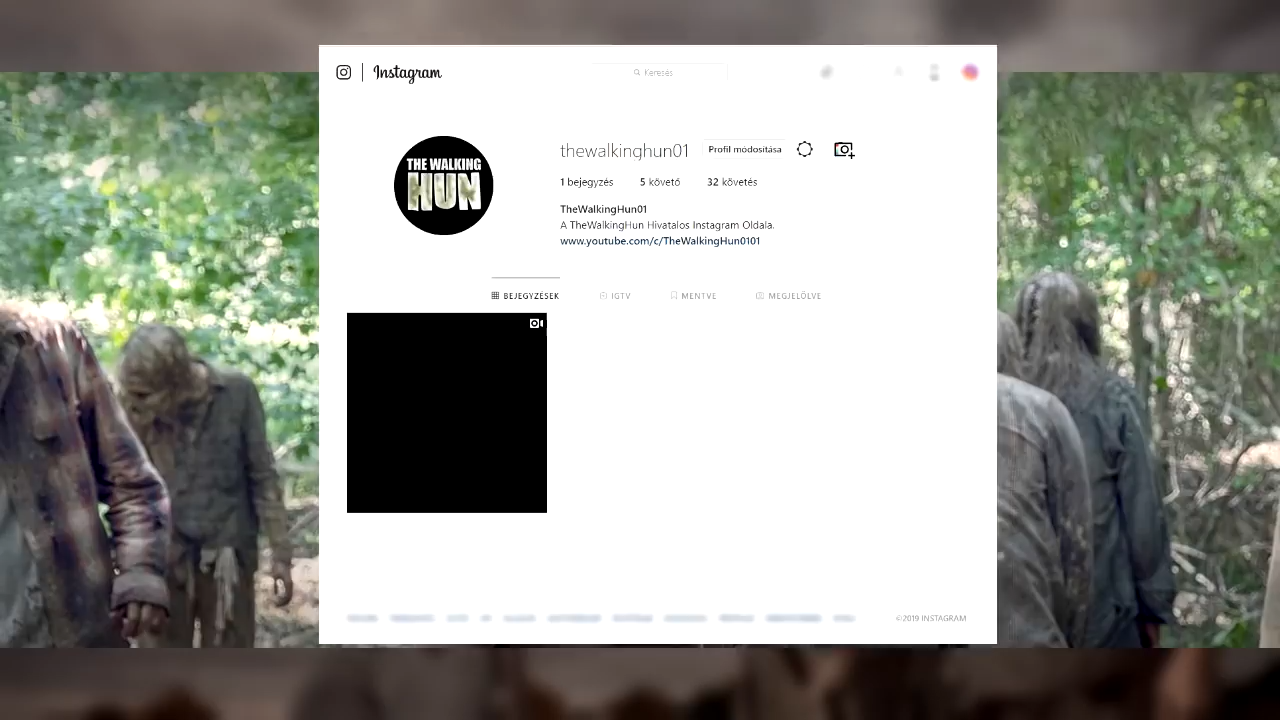 Instagram
Keresés
THE WALKING
HUN
thewalkinghun01 Profil módosítása
1 bejegyzés 5 követő 32 követés
TheWalkingHun01
A TheWalkingHun Hivatalos Instagram Oldala.
www.youtube.com/c/TheWalkingHun0101
BEJEGYZÉSEK IGTV MENTVE MEGJELÖLVE
©2019 INSTAGRAM